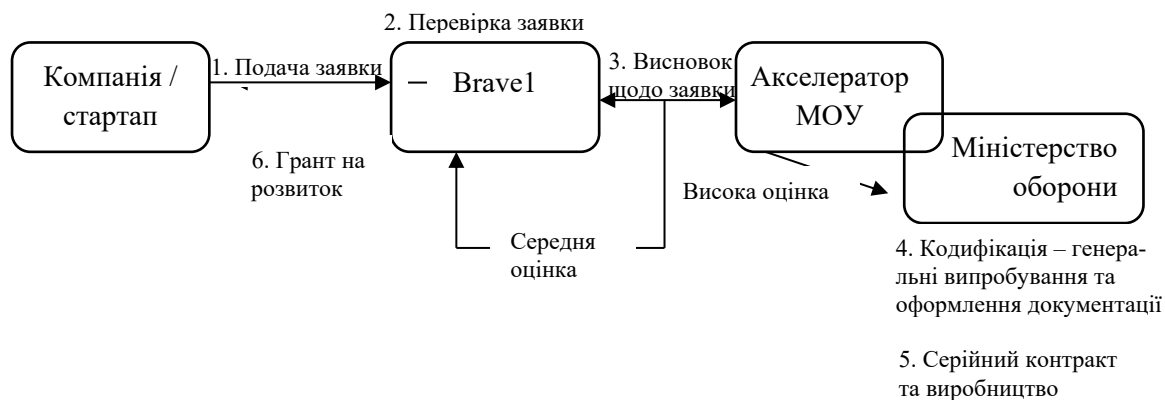 2. Перевірка заявки
Компанія /
стартап
1. Подача заявки
– Brave1
3. Висновок
щодо заявки
Акселератор
МОУ
Міністерство
оборони
6. Грант на
розвиток
Висока оцінка
Середня
оцінка
4. Кодифікація – генера-
льні випробування та
оформлення документації
5. Серійний контракт
та виробництво